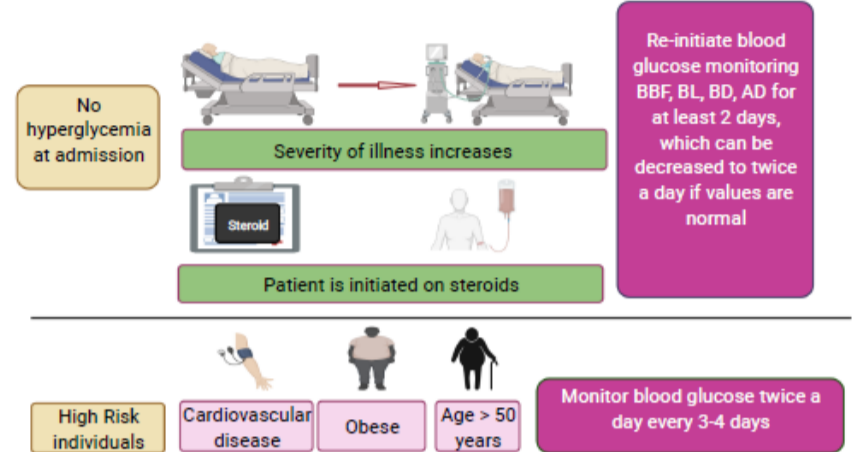 No
hyperglycemia
at admission
Severity of illness increases
Steroid
Patient is initiated on steroids
Re-initiate blood
glucose monitoring
BBF, BL, BD, AD for
at least 2 days,
which can be
decreased to twice
a day if values are
normal
High Risk
individuals
Cardiovascular
disease
Obese
Age > 50
years
Monitor blood glucose twice a
day every 3-4 days